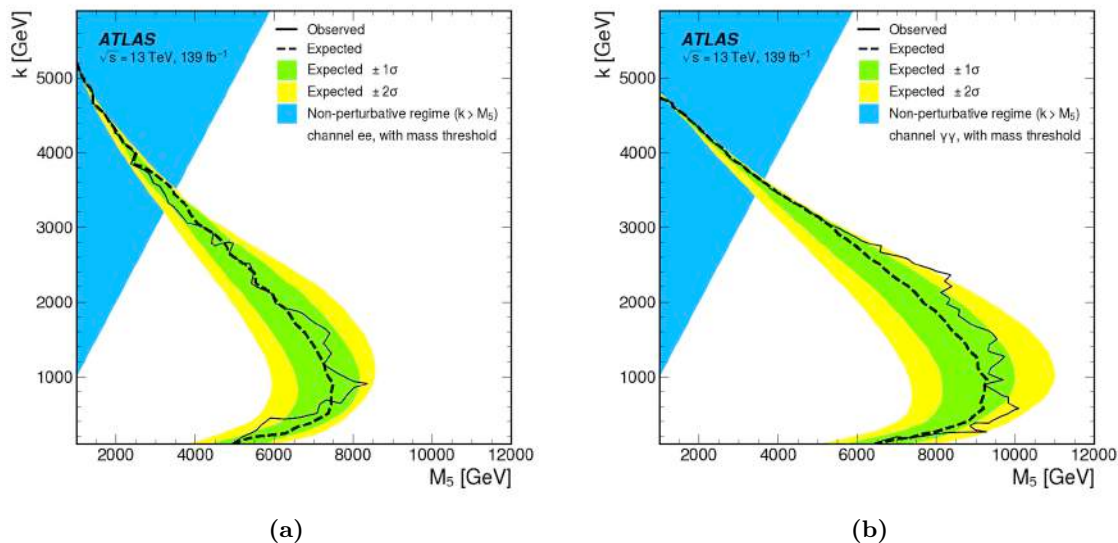 k [GeV]
ATLAS
√s = 13 TeV, 139 fb⁻¹
Observed
Expected
Expected ± 1σ
Expected ± 2σ
Non-perturbative regime (k > M₅)
channel ee, with mass threshold
5000
4000
3000
2000
1000
2000 4000 6000 8000 10000 12000
M₅ [GeV]
(a)
k [GeV]
ATLAS
√s = 13 TeV, 139 fb⁻¹
Observed
Expected
Expected ± 1σ
Expected ± 2σ
Non-perturbative regime (k > M₅)
channel γγ, with mass threshold
5000
4000
3000
2000
1000
2000 4000 6000 8000 10000 12000
M₅ [GeV]
(b)